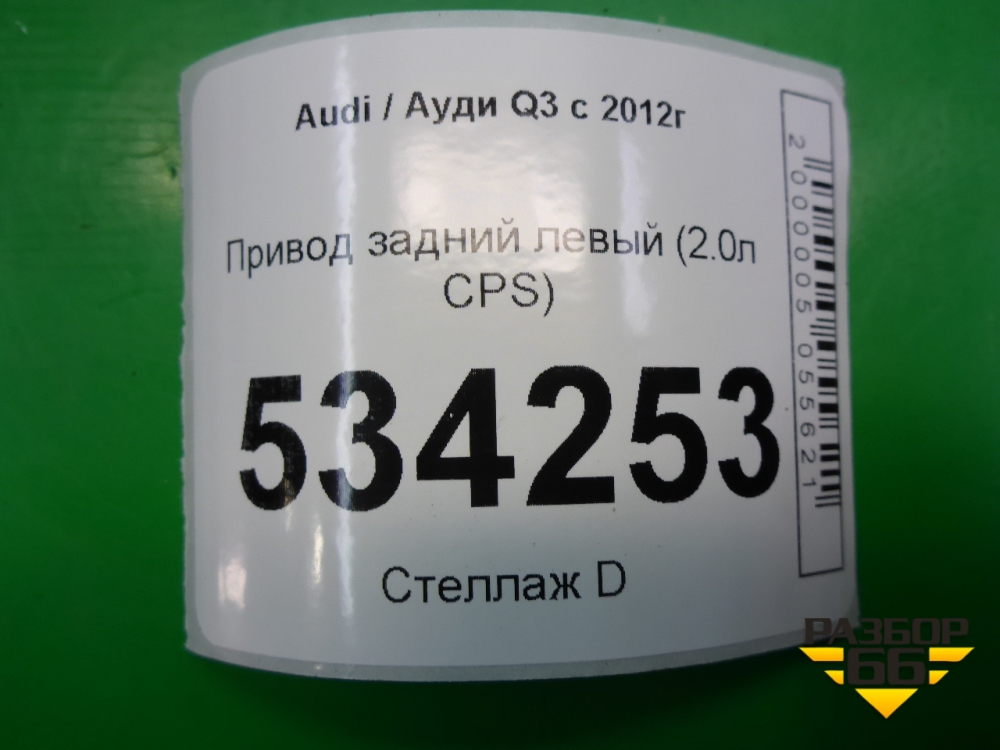 Audi / Ауди Q3 с 2012г
Привод задний левый (2.0л
CPS)
534253
Стеллаж D
2000005055621
РАЗБОР
66